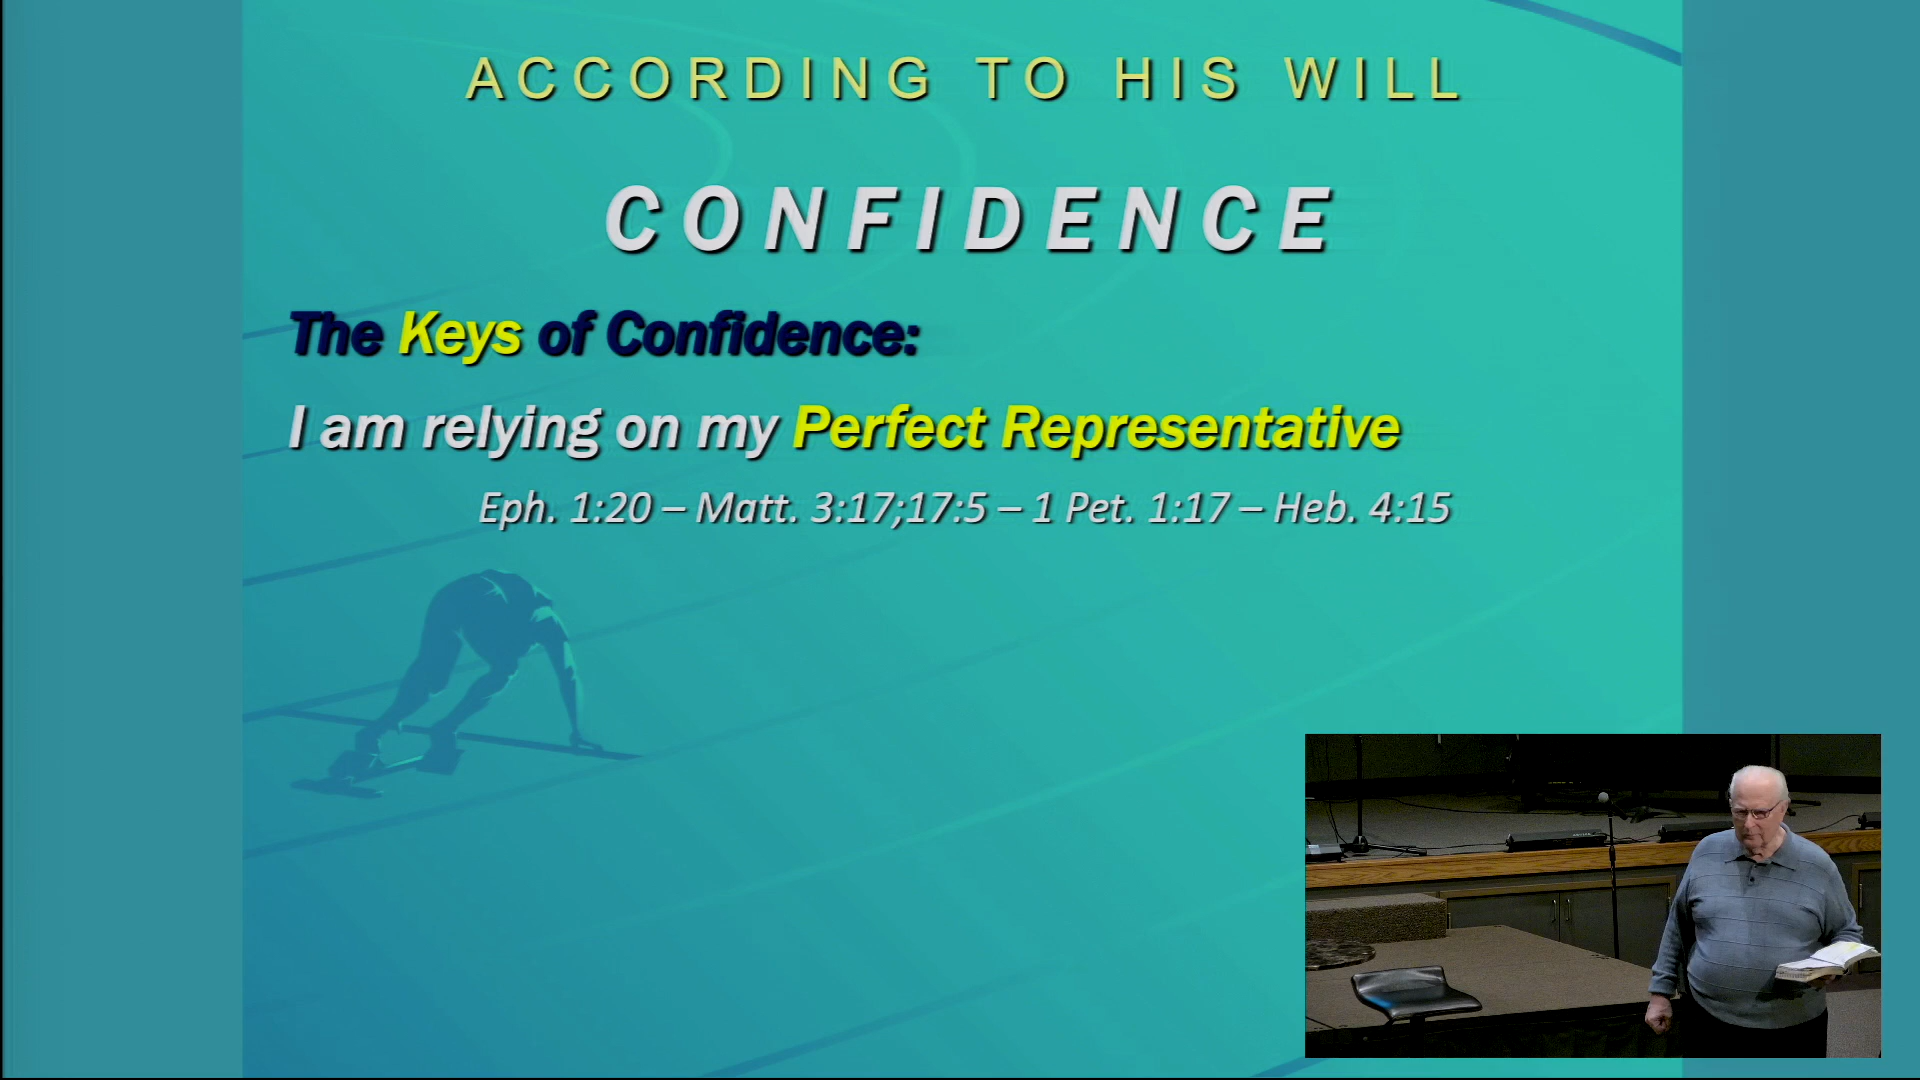 ACCORDING TO HIS WILL
CONFIDENCE
The Keys of Confidence:
I am relying on my Perfect Representative
Eph. 1:20 – Matt. 3:17;17:5 – 1 Pet. 1:17 – Heb. 4:15